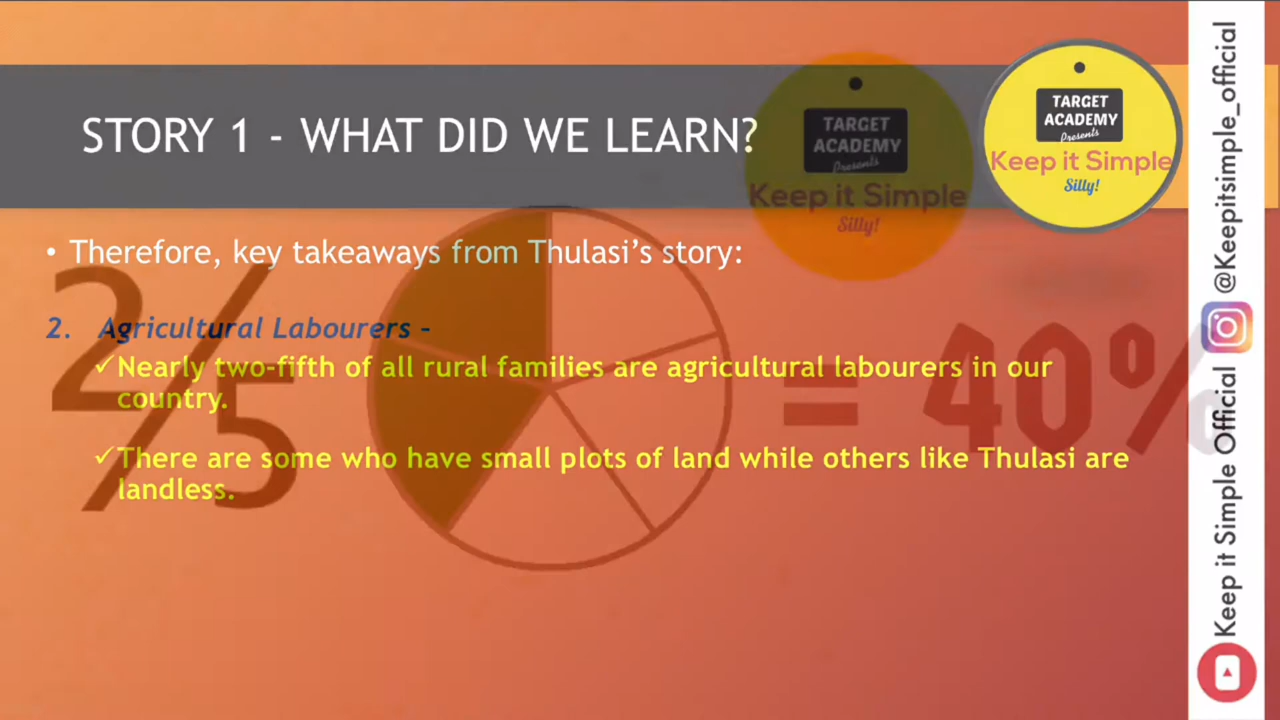 STORY 1 - WHAT DID WE LEARN?
TARGET
ACADEMY
Presents
Keep it Simple
Silly!
TARGET
ACADEMY
Presents
Keep it Simple
Silly!
• Therefore, key takeaways from Thulasi's story:
2. Agricultural Labourers -
✓Nearly two-fifth of all rural families are agricultural labourers in our
country.
✓There are some who have small plots of land while others like Thulasi are
landless.
2/5 = 40%
@Keepitsimple_official
Keep it Simple Official